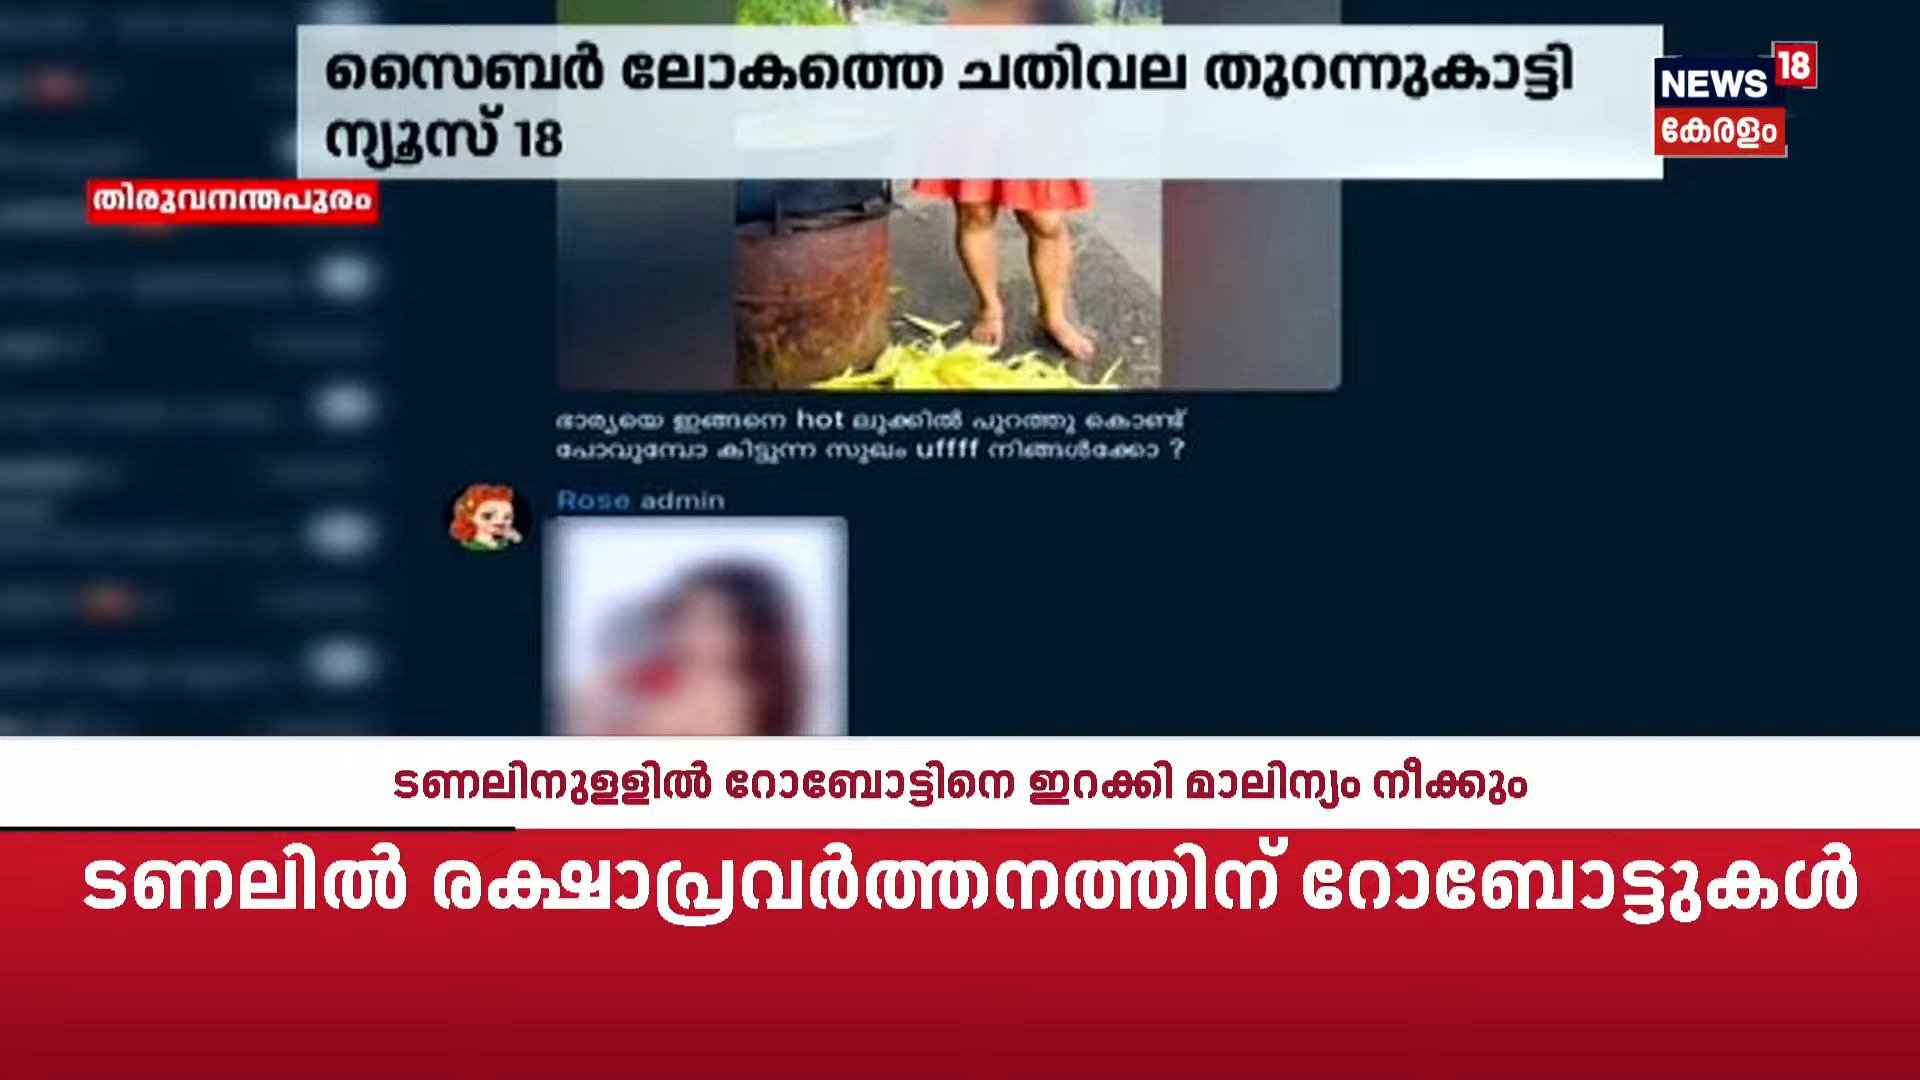 സൈബർ ലോകത്തെ ചതിവല തുറന്നുകാട്ടി
ന്യൂസ് 18
NEWS 18
കേരളം
തിരുവനന്തപുരം
ഭാര്യയെ ഇങ്ങനെ hot ലുക്കിൽ പുറത്തു കൊണ്ട്
പോവുമ്പോ കിട്ടുന്ന സുഖം uffff നിങ്ങൾക്കോ ?
Rose admin
ടണലിനുളളിൽ റോബോട്ടിനെ ഇറക്കി മാലിന്യം നീക്കും
ടണലിൽ രക്ഷാപ്രവർത്തനത്തിന് റോബോട്ടുകൾ